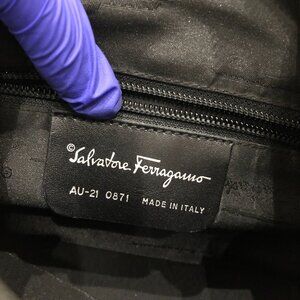 ©Salvatore Ferragamo
AU-21 0871 MADE IN ITALY